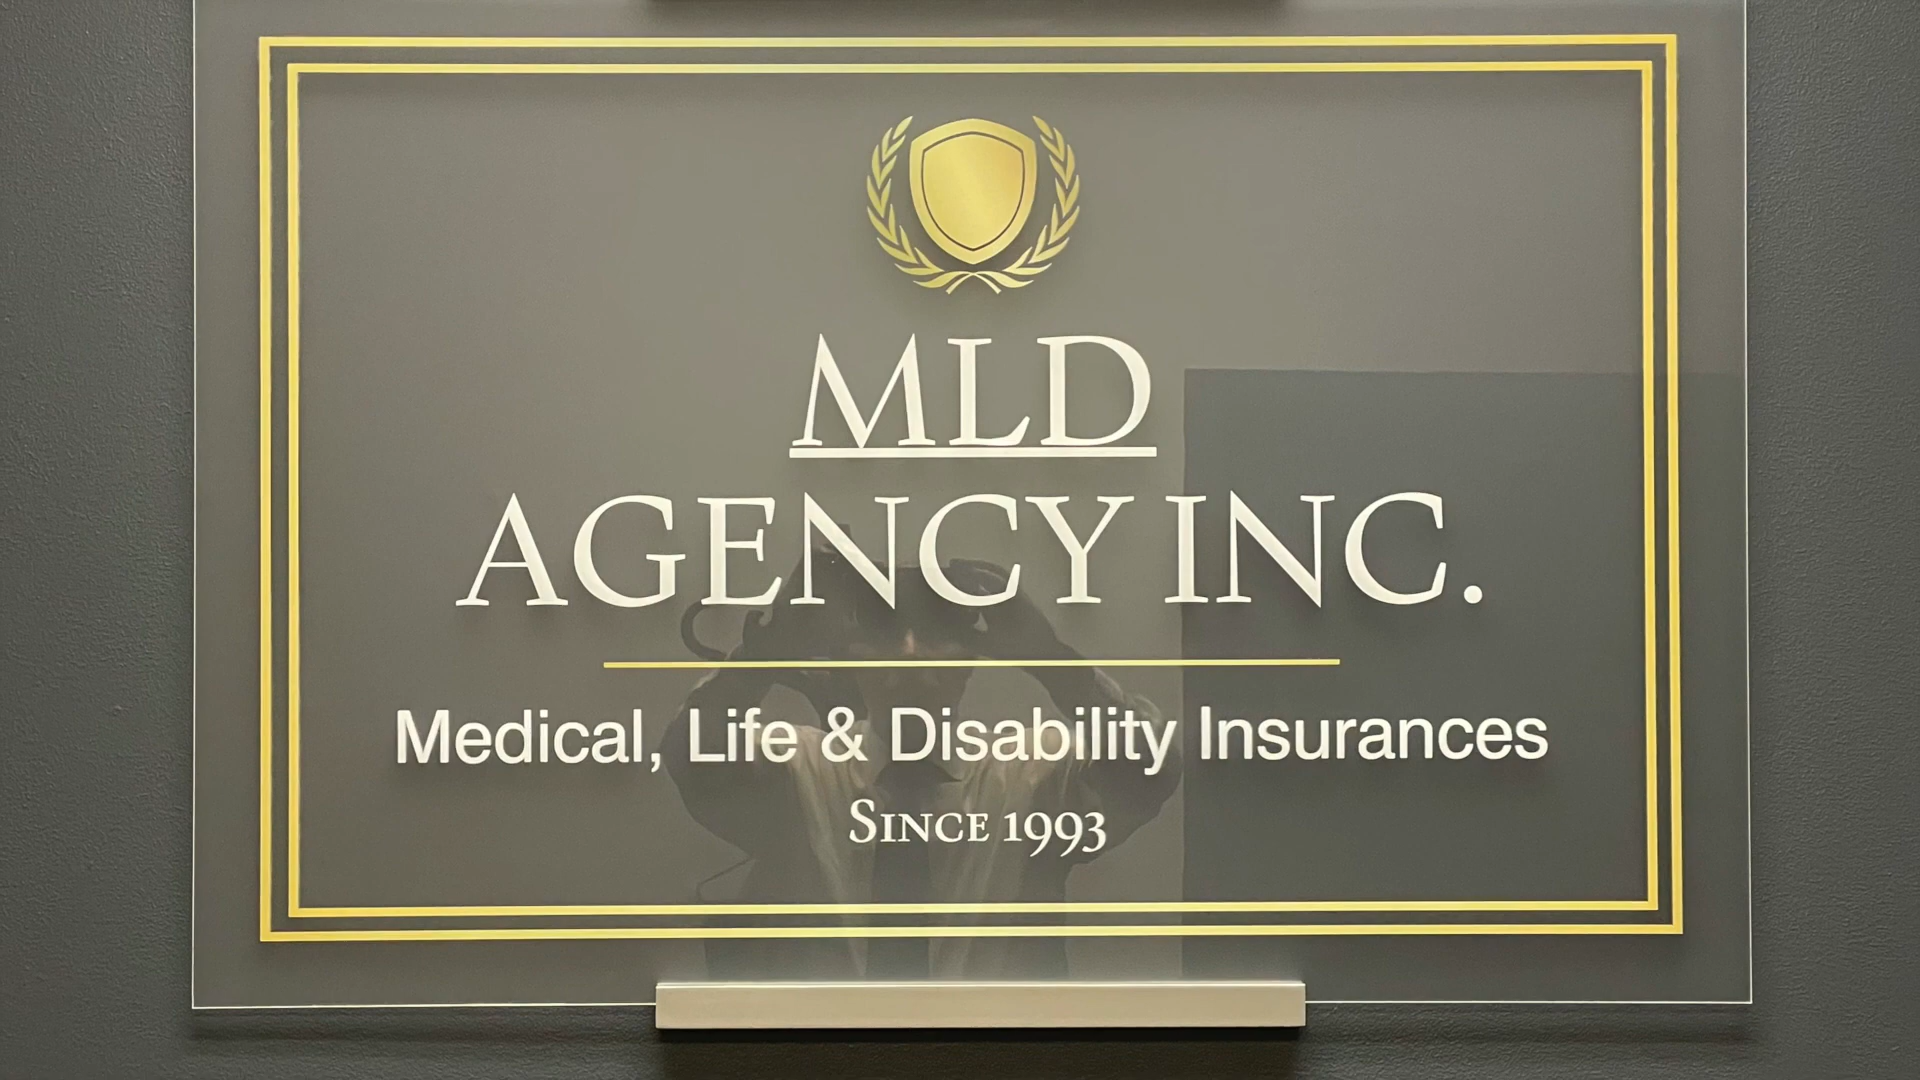 MLD
AGENCY INC.
Medical, Life & Disability Insurances
SINCE 1993